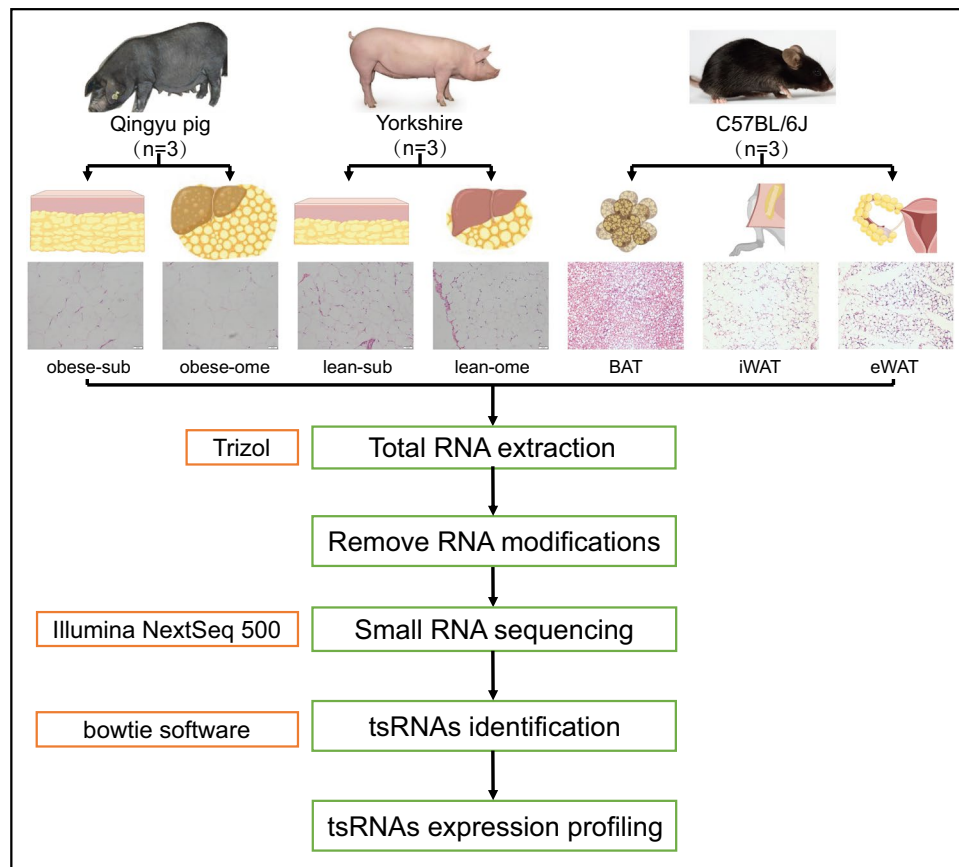 Qingyu pig
(n=3)
Yorkshire
(n=3)
C57BL/6J
(n=3)
obese-sub
obese-ome
lean-sub
lean-ome
BAT
iWAT
eWAT
Trizol
Total RNA extraction
Remove RNA modifications
Illumina NextSeq 500
Small RNA sequencing
bowtie software
tsRNAs identification
tsRNAs expression profiling